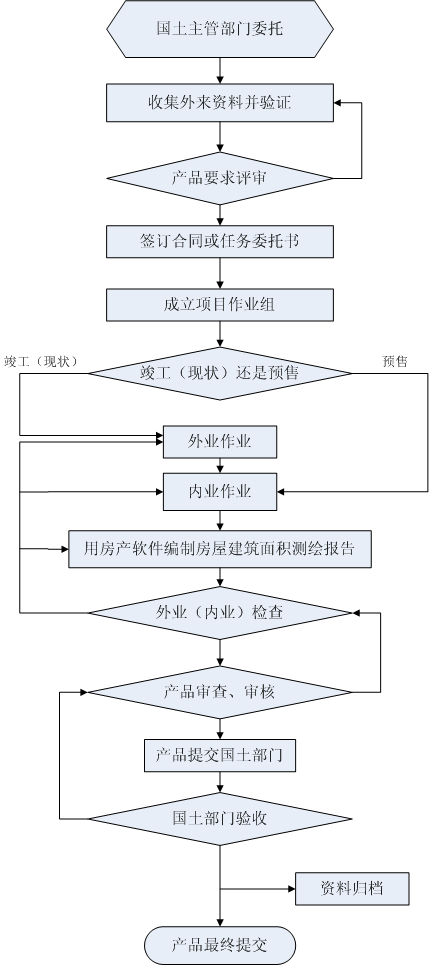 国土主管部门委托
收集外来资料并验证
产品要求评审
签订合同或任务委托书
成立项目作业组
竣工（现状）
竣工（现状）还是预售
预售
外业作业
内业作业
用房产软件编制房屋建筑面积测绘报告
外业（内业）检查
产品审查、审核
产品提交国土部门
国土部门验收
资料归档
产品最终提交